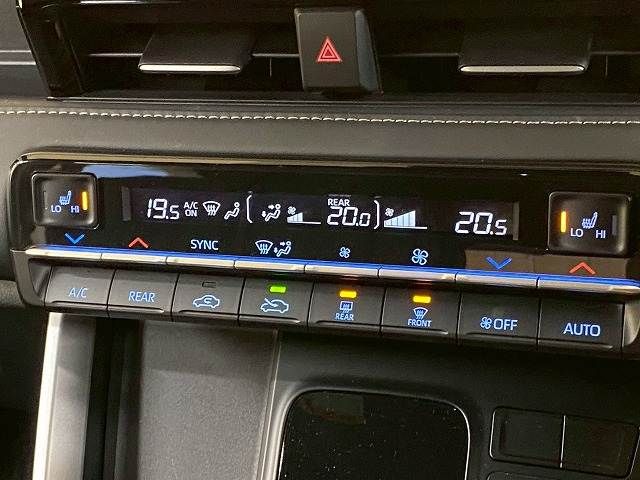 LO HI
19.5 A/C ON REAR 20.0 20.5
LO HI
SYNC
A/C REAR REAR FRONT OFF AUTO